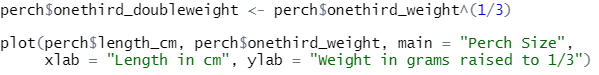 perch$onethird_doubleweight <- perch$onethird_weight^(1/3)
plot(perch$length_cm, perch$onethird_weight, main = "Perch Size",
xlab = "Length in cm", ylab = "Weight in grams raised to 1/3")